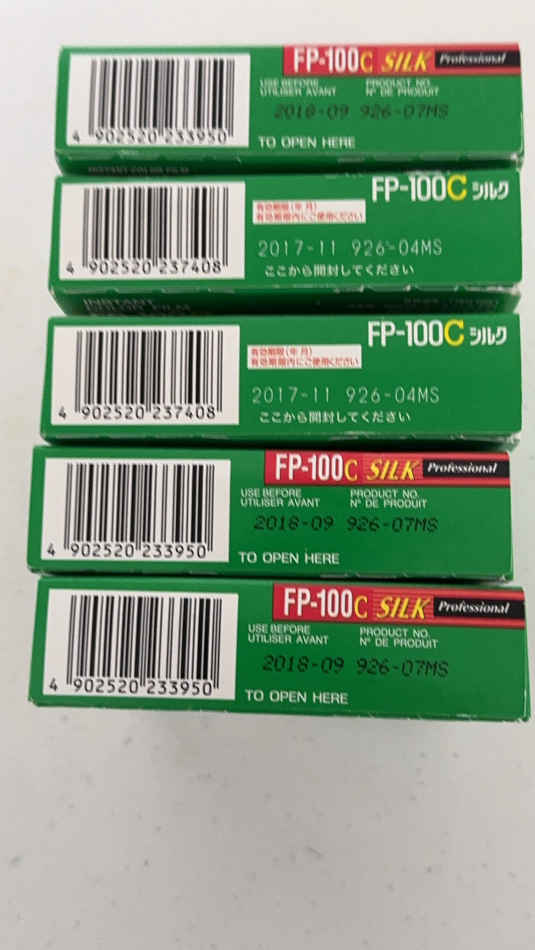 FP-100C SILK Professional
USE BEFORE PRODUCT NO.
UTILISER AVANT N° DE PRODUIT
2018-09 926-07MS
4 902520 233950
TO OPEN HERE
INSTANT COLOR FILM
FP-100C シルク
有効期限(年 月)
有効期限内にご使用ください
2017-11 926-04MS
4 902520 237408
ここから開封してください
INSTANT
COLOR FILM
FP-100C シルク
有効期限(年 月)
有効期限内にご使用ください
2017-11 926-04MS
4 902520 237408
ここから開封してください
FP-100C SILK Professional
USE BEFORE PRODUCT NO.
UTILISER AVANT N° DE PRODUIT
2018-09 926-07MS
4 902520 233950
TO OPEN HERE
FP-100C SILK Professional
USE BEFORE PRODUCT NO.
UTILISER AVANT N° DE PRODUIT
2018-09 926-07MS
4 902520 233950
TO OPEN HERE